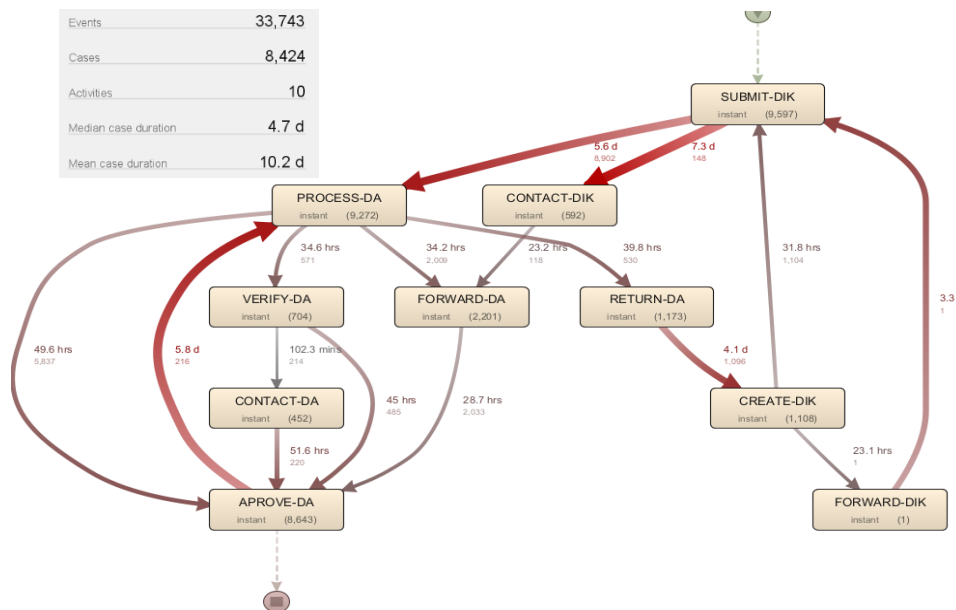 Events 33,743
Cases 8,424
Activities 10
Median case duration 4.7 d
Mean case duration 10.2 d
SUBMIT-DIK
instant (9,597)
5.6 d
8,902
7.3 d
148
PROCESS-DA
instant (9,272)
CONTACT-DIK
instant (592)
34.6 hrs
571
34.2 hrs
2,009
23.2 hrs
118
39.8 hrs
530
31.8 hrs
1,104
VERIFY-DA
instant (704)
FORWARD-DA
instant (2,201)
RETURN-DA
instant (1,173)
3.3
1
49.6 hrs
5,837
5.8 d
216
102.3 mins
214
4.1 d
1,096
CONTACT-DA
instant (452)
45 hrs
485
28.7 hrs
2,033
CREATE-DIK
instant (1,108)
51.6 hrs
220
23.1 hrs
1
APROVE-DA
instant (8,643)
FORWARD-DIK
instant (1)